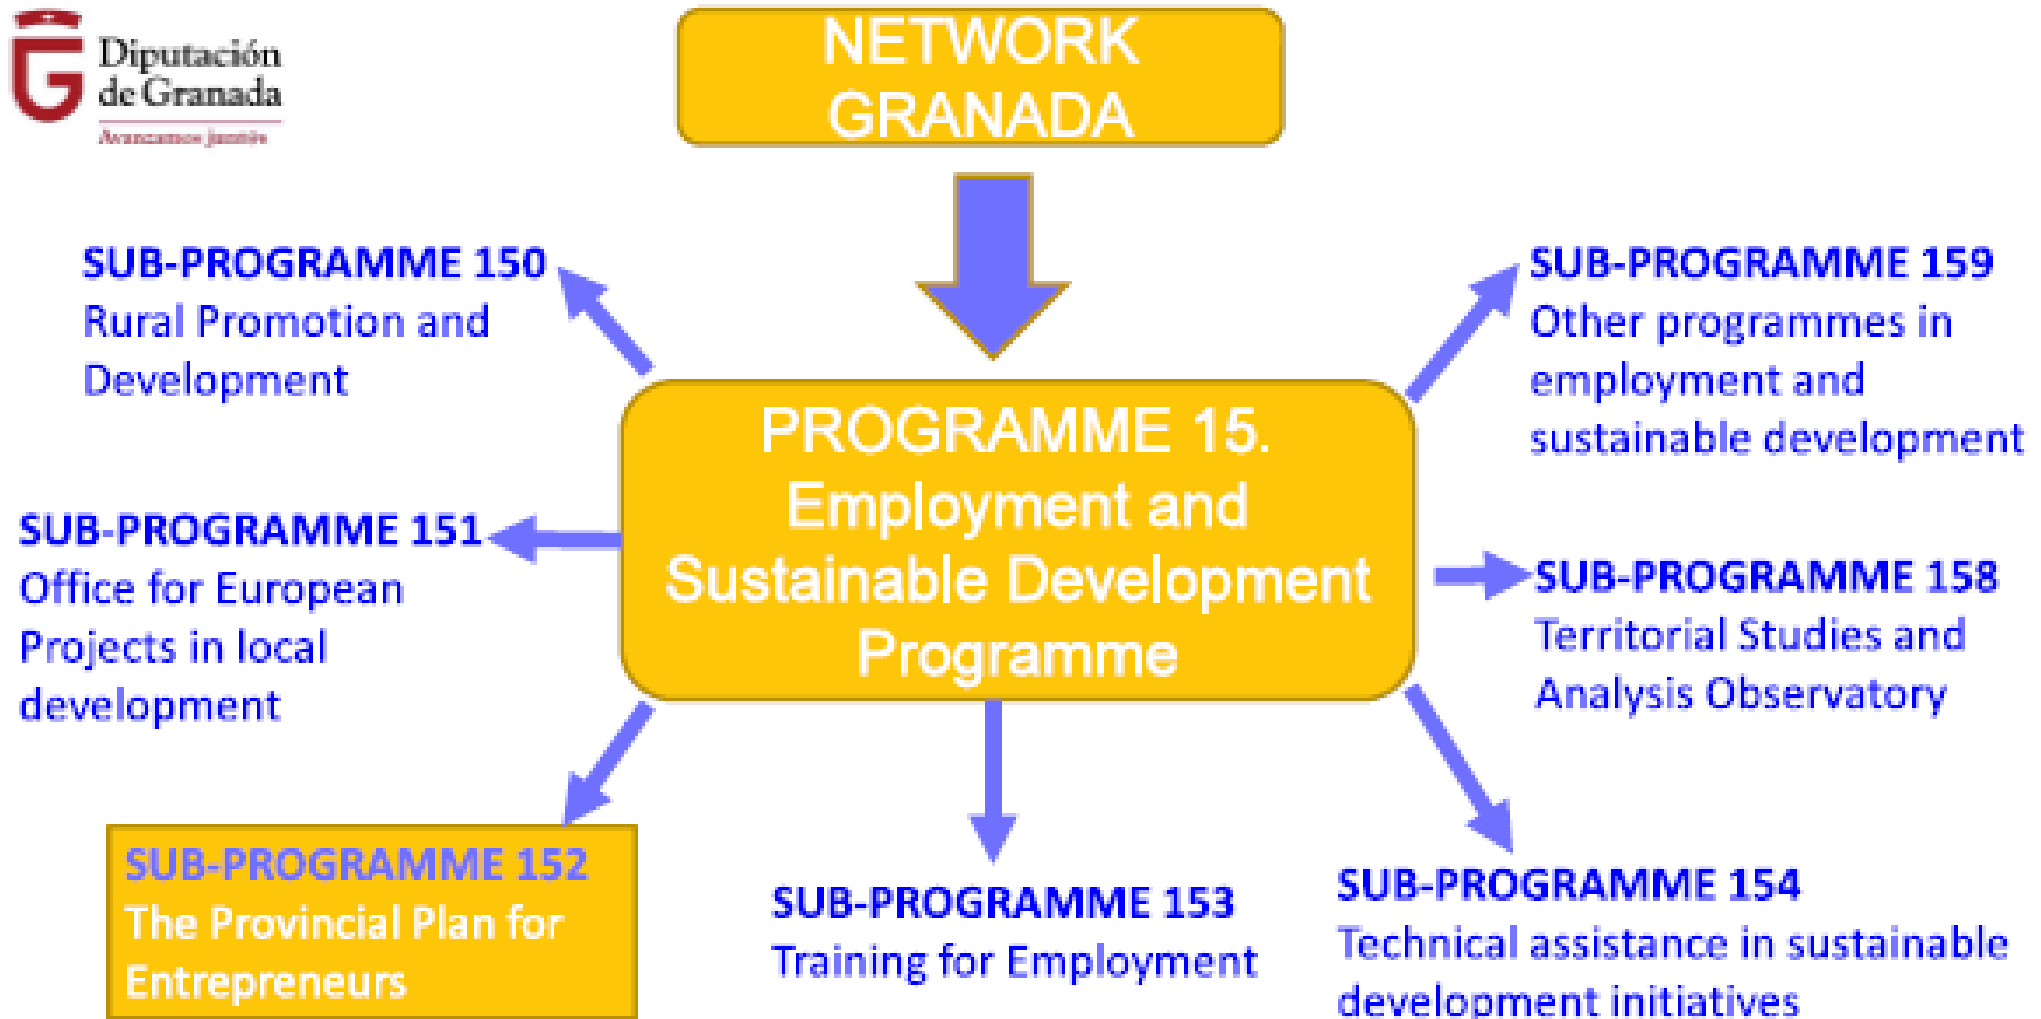 Diputación
de Granada
Avanzamos juntos
NETWORK
GRANADA
SUB-PROGRAMME 150
Rural Promotion and
Development
SUB-PROGRAMME 159
Other programmes in
employment and
sustainable development
PROGRAMME 15.
Employment and
Sustainable Development
Programme
SUB-PROGRAMME 151
Office for European
Projects in local
development
SUB-PROGRAMME 158
Territorial Studies and
Analysis Observatory
SUB-PROGRAMME 152
The Provincial Plan for
Entrepreneurs
SUB-PROGRAMME 153
Training for Employment
SUB-PROGRAMME 154
Technical assistance in sustainable
development initiatives